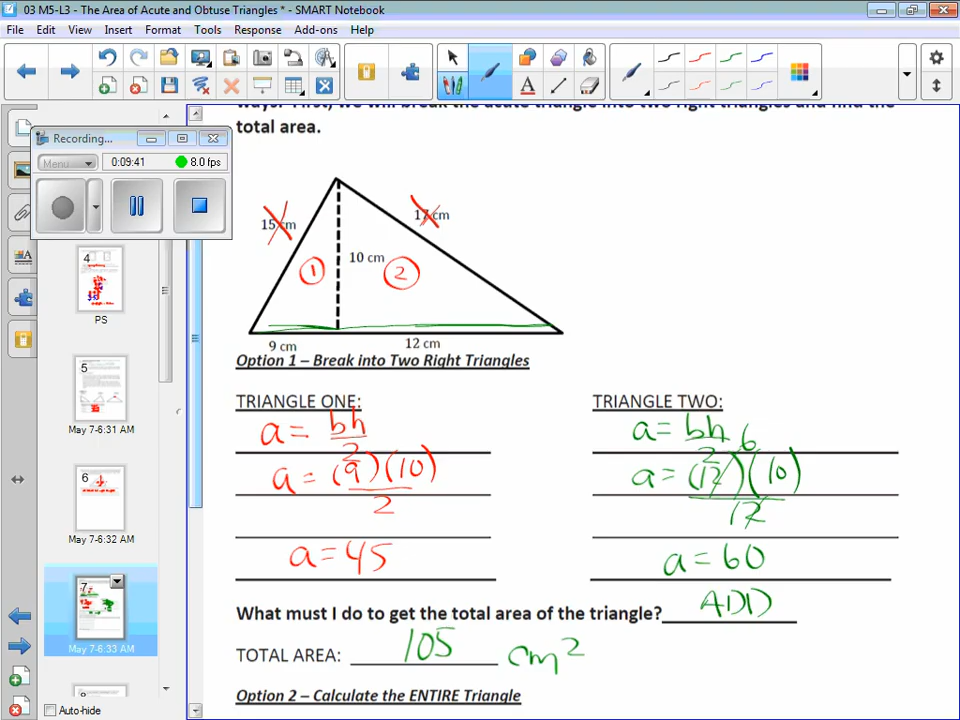 03 M5-L3 - The Area of Acute and Obtuse Triangles * - SMART Notebook
File Edit View Insert Format Tools Response Add-ons Help
total area.
Recording...
Menu 0:09:41 8.0 fps
15 cm
17 cm
10 cm
1
2
9 cm
12 cm
4
PS
5
May 7-6:31 AM
6
May 7-6:32 AM
7
May 7-6:33 AM
Auto-hide
Option 1 – Break into Two Right Triangles
TRIANGLE ONE:
a = bh/2
a = (9)(10)/2
a = 45
TRIANGLE TWO:
a = bh/2
6
a = (12)(10)/12
a = 60
What must I do to get the total area of the triangle? ADD
TOTAL AREA: 105 cm²
Option 2 – Calculate the ENTIRE Triangle